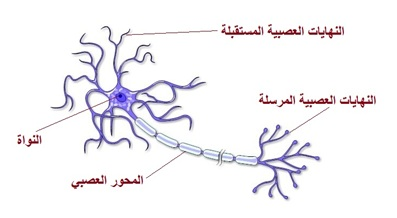 النهايات العصبية المستقبلة
النهايات العصبية المرسلة
النواة
المحور العصبي